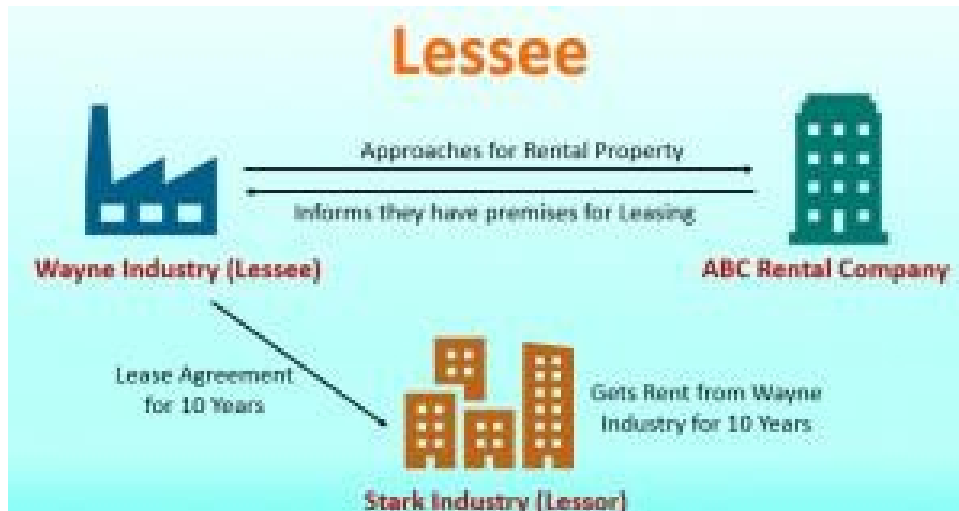 Lessee
Approaches for Rental Property
Informs they have premises for Leasing
Wayne Industry (Lessee)
ABC Rental Company
Lease Agreement
for 10 Years
Gets Rent from Wayne
Industry for 10 Years
Stark Industry (Lessor)